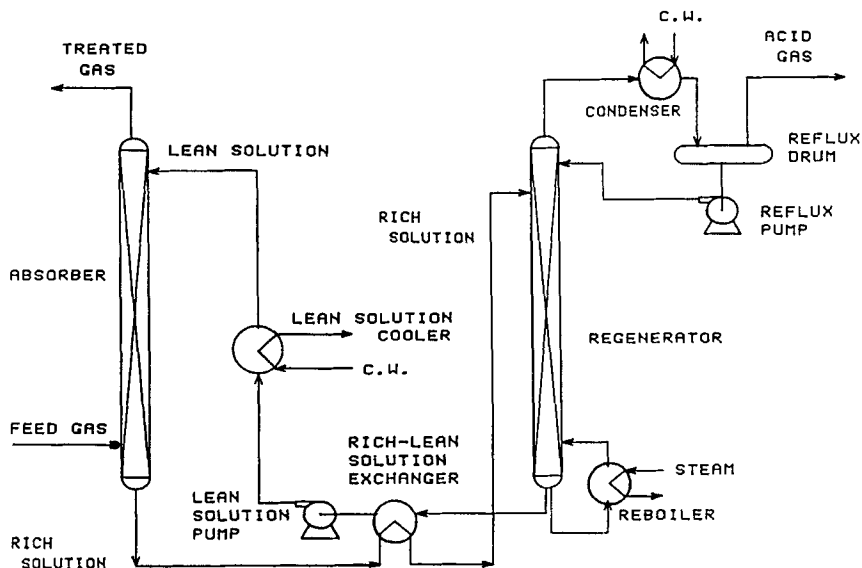 C.W.
TREATED
GAS
ACID
GAS
CONDENSER
LEAN SOLUTION
REFLUX
DRUM
RICH
SOLUTION
REFLUX
PUMP
ABSORBER
LEAN SOLUTION
COOLER
REGENERATOR
C.W.
FEED GAS
RICH-LEAN
SOLUTION
EXCHANGER
STEAM
LEAN
SOLUTION
PUMP
REBOILER
RICH
SOLUTION